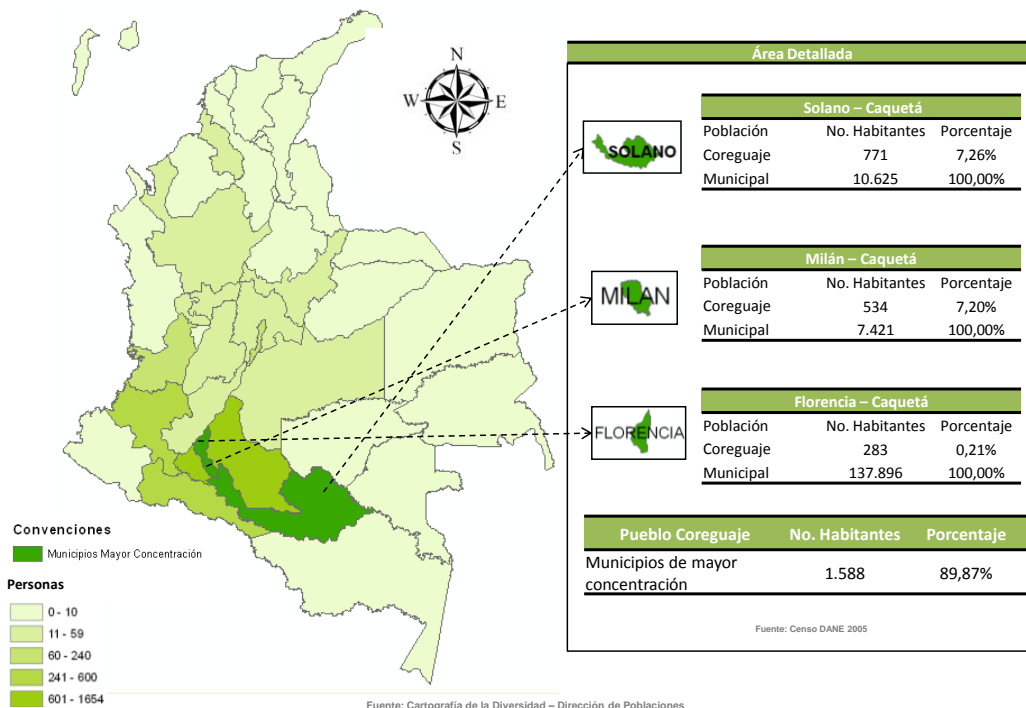 N
W E
S
Área Detallada
SOLANO
Solano – Caquetá
Población No. Habitantes Porcentaje
Coreguaje 771 7,26%
Municipal 10.625 100,00%
MILAN
Milán – Caquetá
Población No. Habitantes Porcentaje
Coreguaje 534 7,20%
Municipal 7.421 100,00%
FLORENCIA
Florencia – Caquetá
Población No. Habitantes Porcentaje
Coreguaje 283 0,21%
Municipal 137.896 100,00%
Pueblo Coreguaje No. Habitantes Porcentaje
Municipios de mayor
concentración 1.588 89,87%
Fuente: Censo DANE 2005
Convenciones
Municipios Mayor Concentración
Personas
0 - 10
11 - 59
60 - 240
241 - 600
601 - 1654
Fuente: Cartografía de la Diversidad – Dirección de Poblaciones